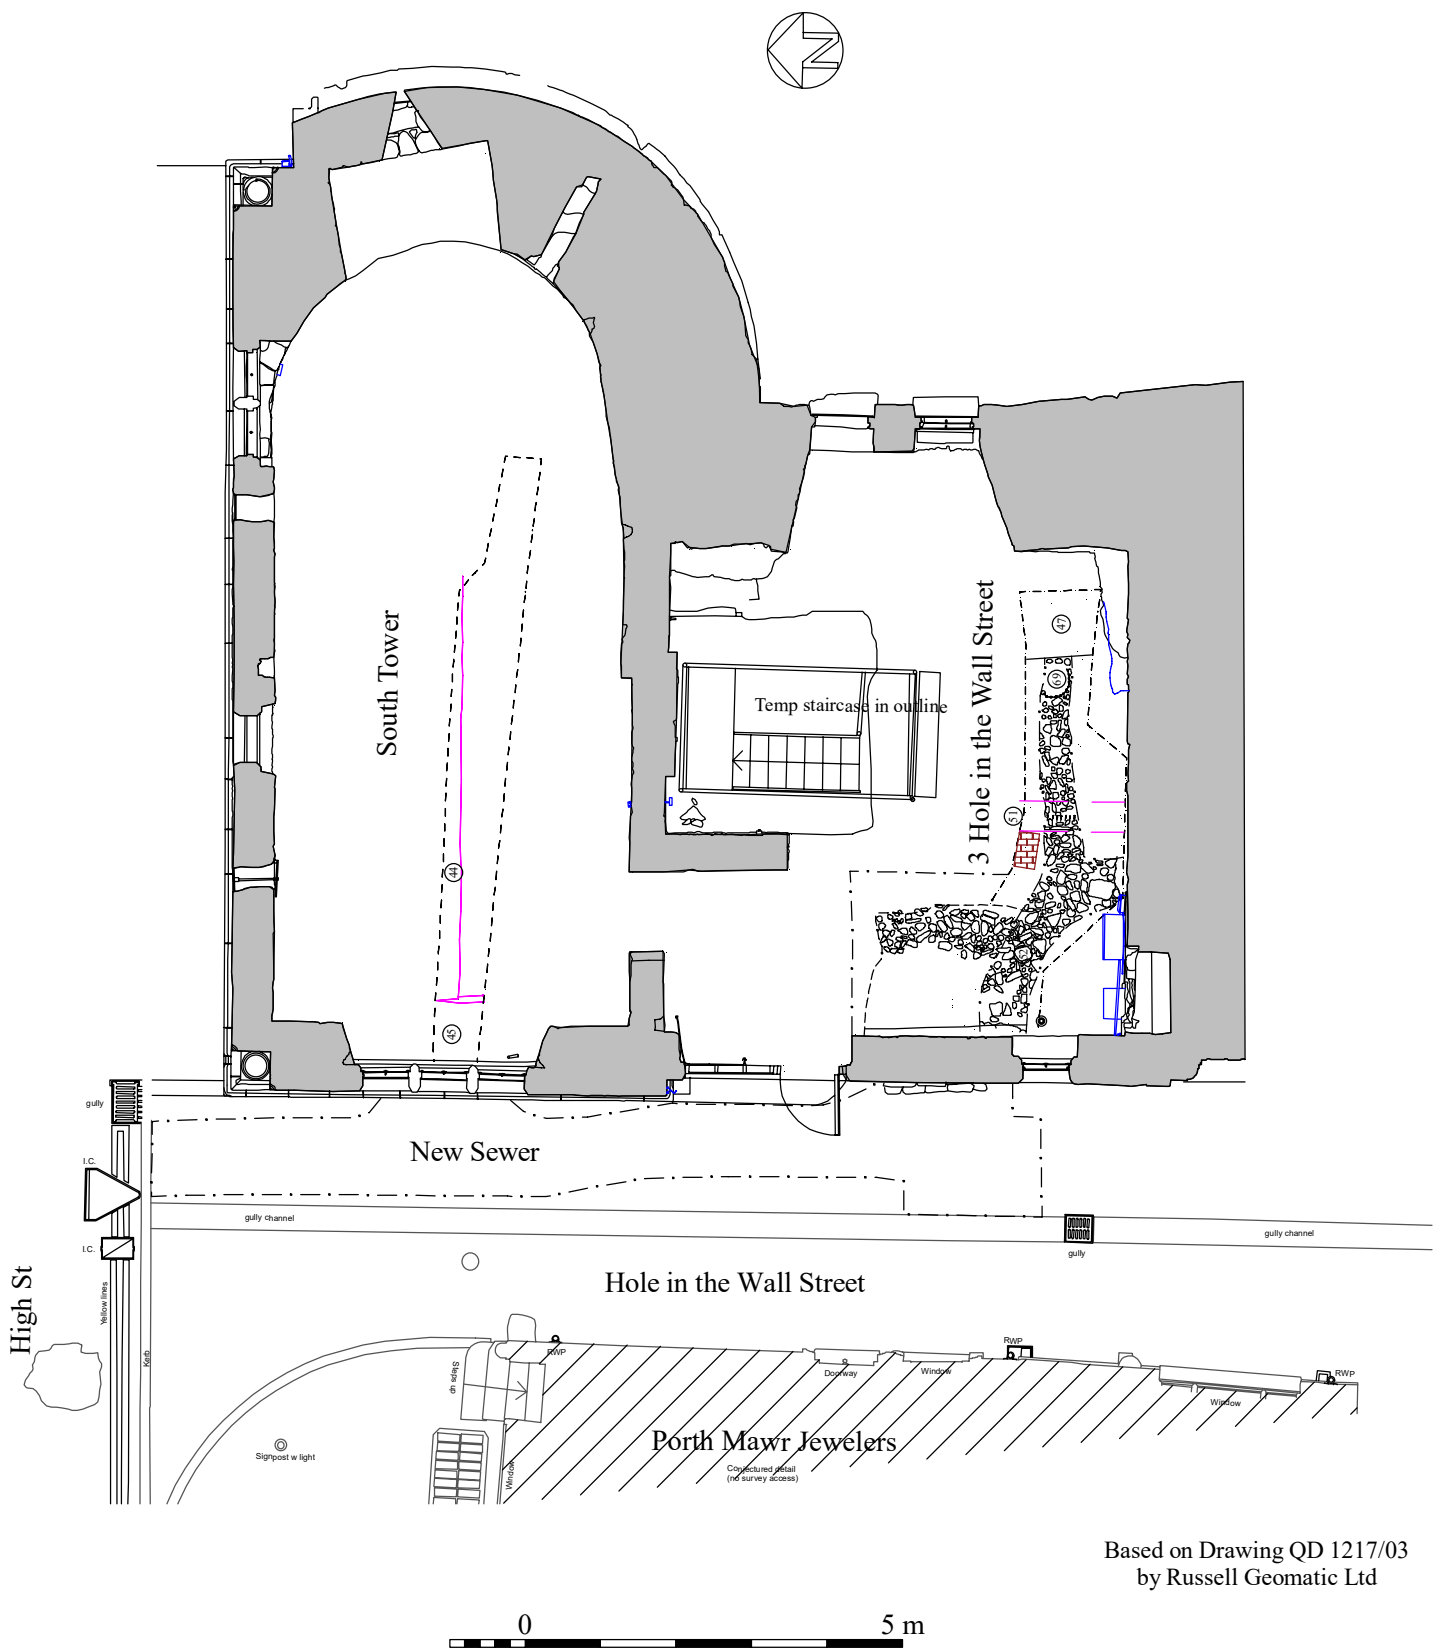 N
South Tower
3 Hole in the Wall Street
47
69
Temp staircase in outline
51
44
52
45
gully
New Sewer
I.C.
gully channel
gully channel
I.C.
gully
High St
Yellow lines
Kerb
Hole in the Wall Street
RWP
RWP
RWP
Steps up
Doorway
Window
Window
Signpost w light
Window
Porth Mawr Jewelers
Conjectured detail
(no survey access)
Based on Drawing QD 1217/03
by Russell Geomatic Ltd
0
5 m